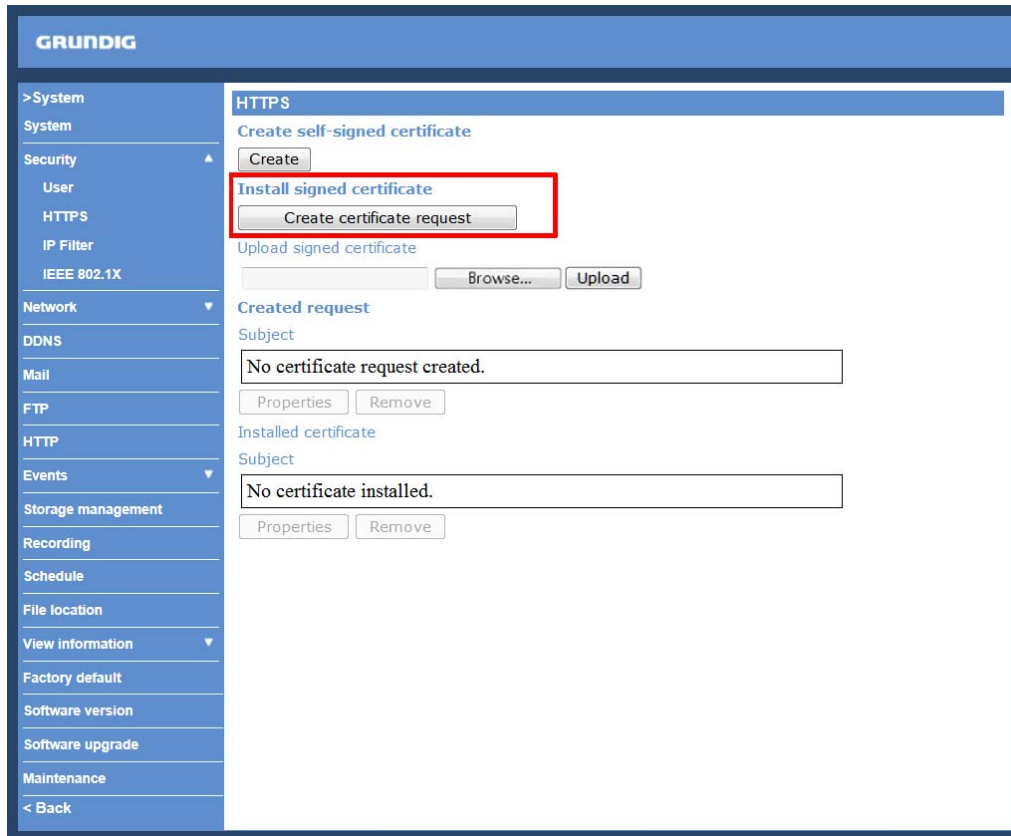 GRUNDIG
>System
System
Security
User
HTTPS
IP Filter
IEEE 802.1X
Network
DDNS
Mail
FTP
HTTP
Events
Storage management
Recording
Schedule
File location
View information
Factory default
Software version
Software upgrade
Maintenance
< Back
HTTPS
Create self-signed certificate
Create
Install signed certificate
Create certificate request
Upload signed certificate
Browse... Upload
Created request
Subject
No certificate request created.
Properties Remove
Installed certificate
Subject
No certificate installed.
Properties Remove